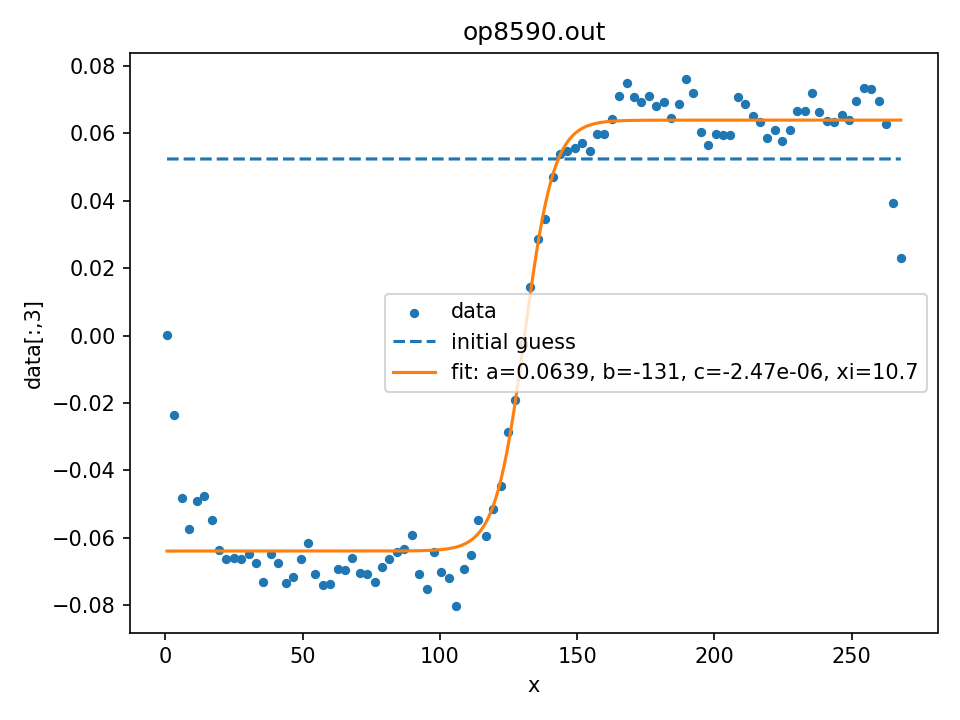 op8590.out
0.08
0.06
0.04
0.02
0.00
−0.02
−0.04
−0.06
−0.08
data[:,3]
data
initial guess
fit: a=0.0639, b=-131, c=-2.47e-06, xi=10.7
0 50 100 150 200 250
x